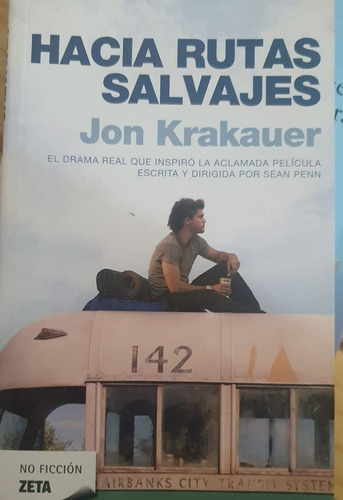 HACIA RUTAS
SALVAJES
Jon Krakauer
EL DRAMA REAL QUE INSPIRÓ LA ACLAMADA PELÍCULA
ESCRITA Y DIRIGIDA POR SEAN PENN
142
NO FICCIÓN
ZETA
FAIRBANKS CITY TRANSIT SYSTEM